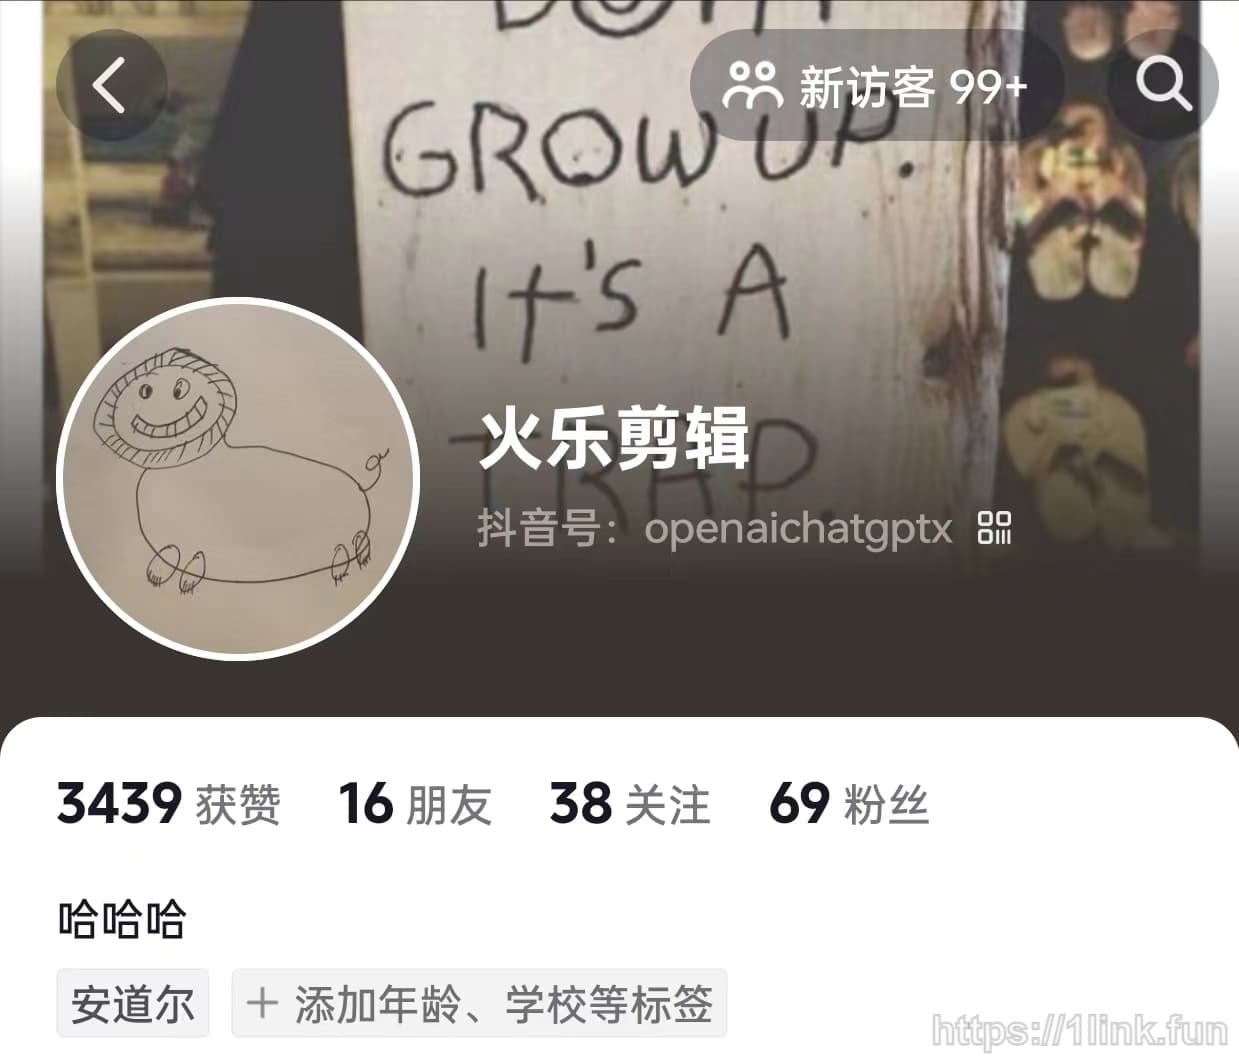 DON'T
GROW UP.
新访客 99+
IT'S A
TRAP.
火乐剪辑
抖音号：openaichatgptx
3439 获赞 16 朋友 38 关注 69 粉丝
哈哈哈
安道尔 + 添加年龄、学校等标签
https://1link.fun